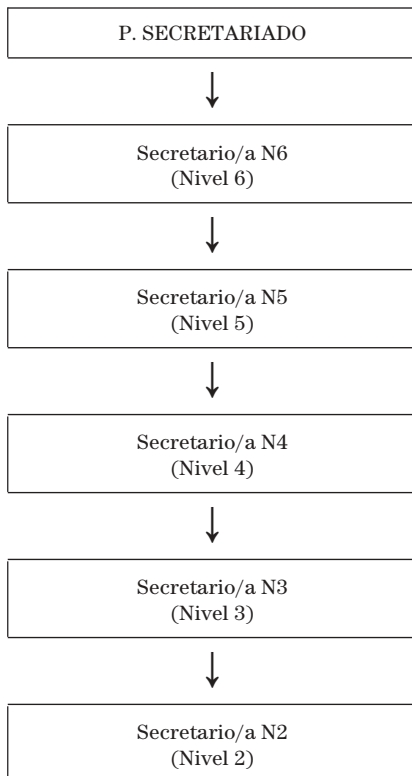 P. SECRETARIADO
Secretario/a N6
(Nivel 6)
Secretario/a N5
(Nivel 5)
Secretario/a N4
(Nivel 4)
Secretario/a N3
(Nivel 3)
Secretario/a N2
(Nivel 2)